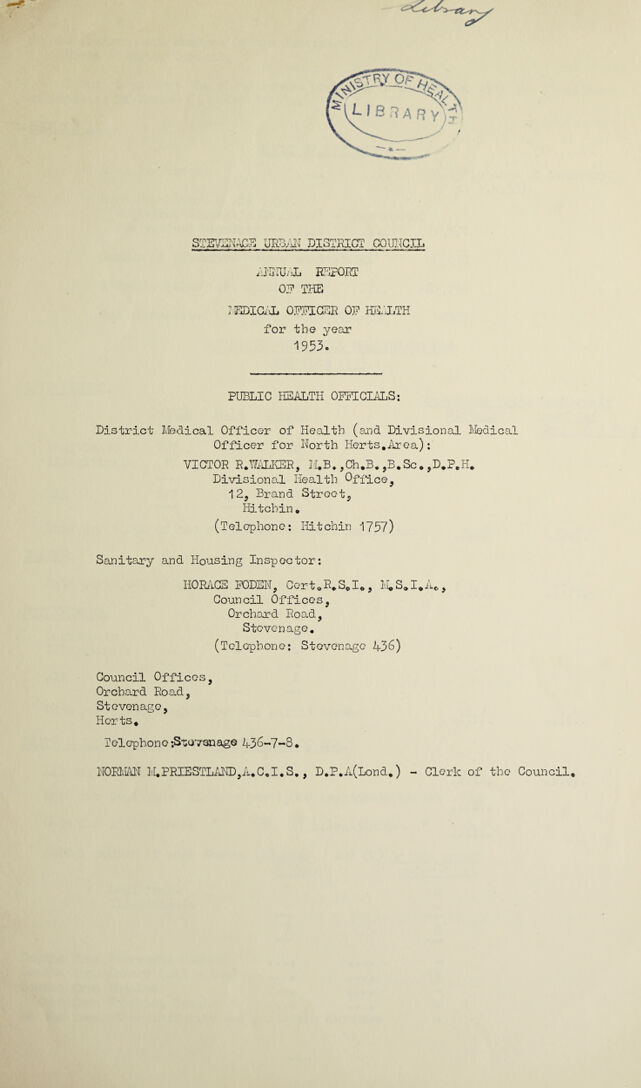 Library
MINISTRY OF HEALTH
LIBRARY
STEVENAGE URBAN DISTRICT COUNCIL
ANNUAL REPORT
OF THE
MEDICAL OFFICER OF HEALTH
for the year
1953.
PUBLIC HEALTH OFFICIALS:
District Medical Officer of Health (and Divisional Medical
Officer for North Herts.Area):
VICTOR R.WALKER, M.B.,Ch.B.,B.Sc.,D.P.H.
Divisional Health Office,
12, Brand Street,
Hitchin.
(Telephone: Hitchin 1757)
Sanitary and Housing Inspector:
HORACE FODEN, Cert.R.S.I., M.S.I.A.,
Council Offices,
Orchard Road,
Stevenage.
(Telephone: Stevenage 436)
Council Offices,
Orchard Road,
Stevenage,
Herts.
Telephone:Stevenage 436-7-8.
NORMAN M.PRIESTLAND,A.C.I.S., D.P.A(Lond.) - Clerk of the Council.